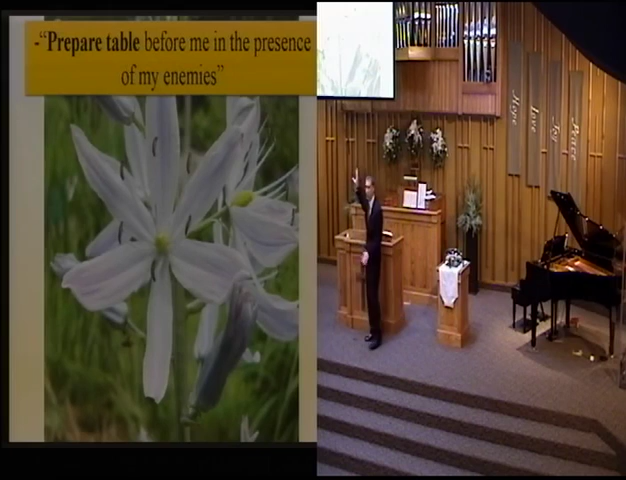 -“Prepare table before me in the presence
of my enemies”
Hope
Love
Joy
Peace